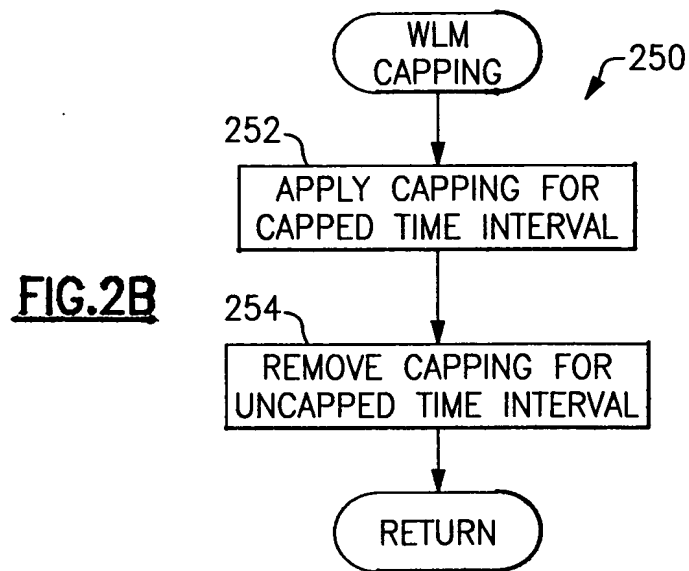 WLM
CAPPING
250
252
APPLY CAPPING FOR
CAPPED TIME INTERVAL
FIG.2B
254
REMOVE CAPPING FOR
UNCAPPED TIME INTERVAL
RETURN